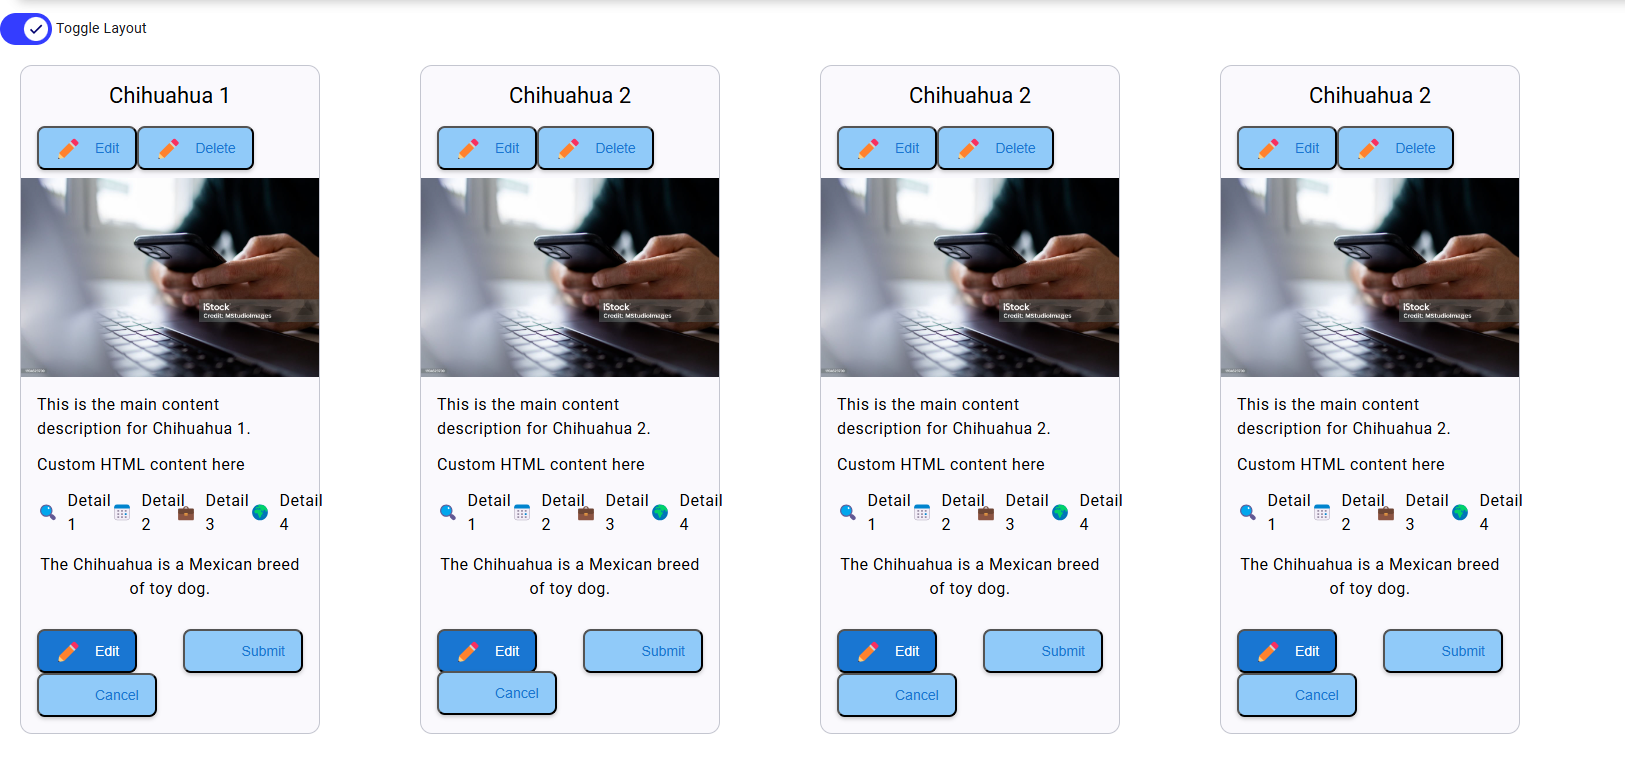 Toggle Layout
Chihuahua 1
Edit
Delete
iStock
Credit: MStudioImages
This is the main content
description for Chihuahua 1.
Custom HTML content here
Detail 1
Detail 2
Detail 3
Detail 4
The Chihuahua is a Mexican breed
of toy dog.
Edit
Submit
Cancel
Chihuahua 2
Edit
Delete
iStock
Credit: MStudioImages
This is the main content
description for Chihuahua 2.
Custom HTML content here
Detail 1
Detail 2
Detail 3
Detail 4
The Chihuahua is a Mexican breed
of toy dog.
Edit
Submit
Cancel
Chihuahua 2
Edit
Delete
iStock
Credit: MStudioImages
This is the main content
description for Chihuahua 2.
Custom HTML content here
Detail 1
Detail 2
Detail 3
Detail 4
The Chihuahua is a Mexican breed
of toy dog.
Edit
Submit
Cancel
Chihuahua 2
Edit
Delete
iStock
Credit: MStudioImages
This is the main content
description for Chihuahua 2.
Custom HTML content here
Detail 1
Detail 2
Detail 3
Detail 4
The Chihuahua is a Mexican breed
of toy dog.
Edit
Submit
Cancel